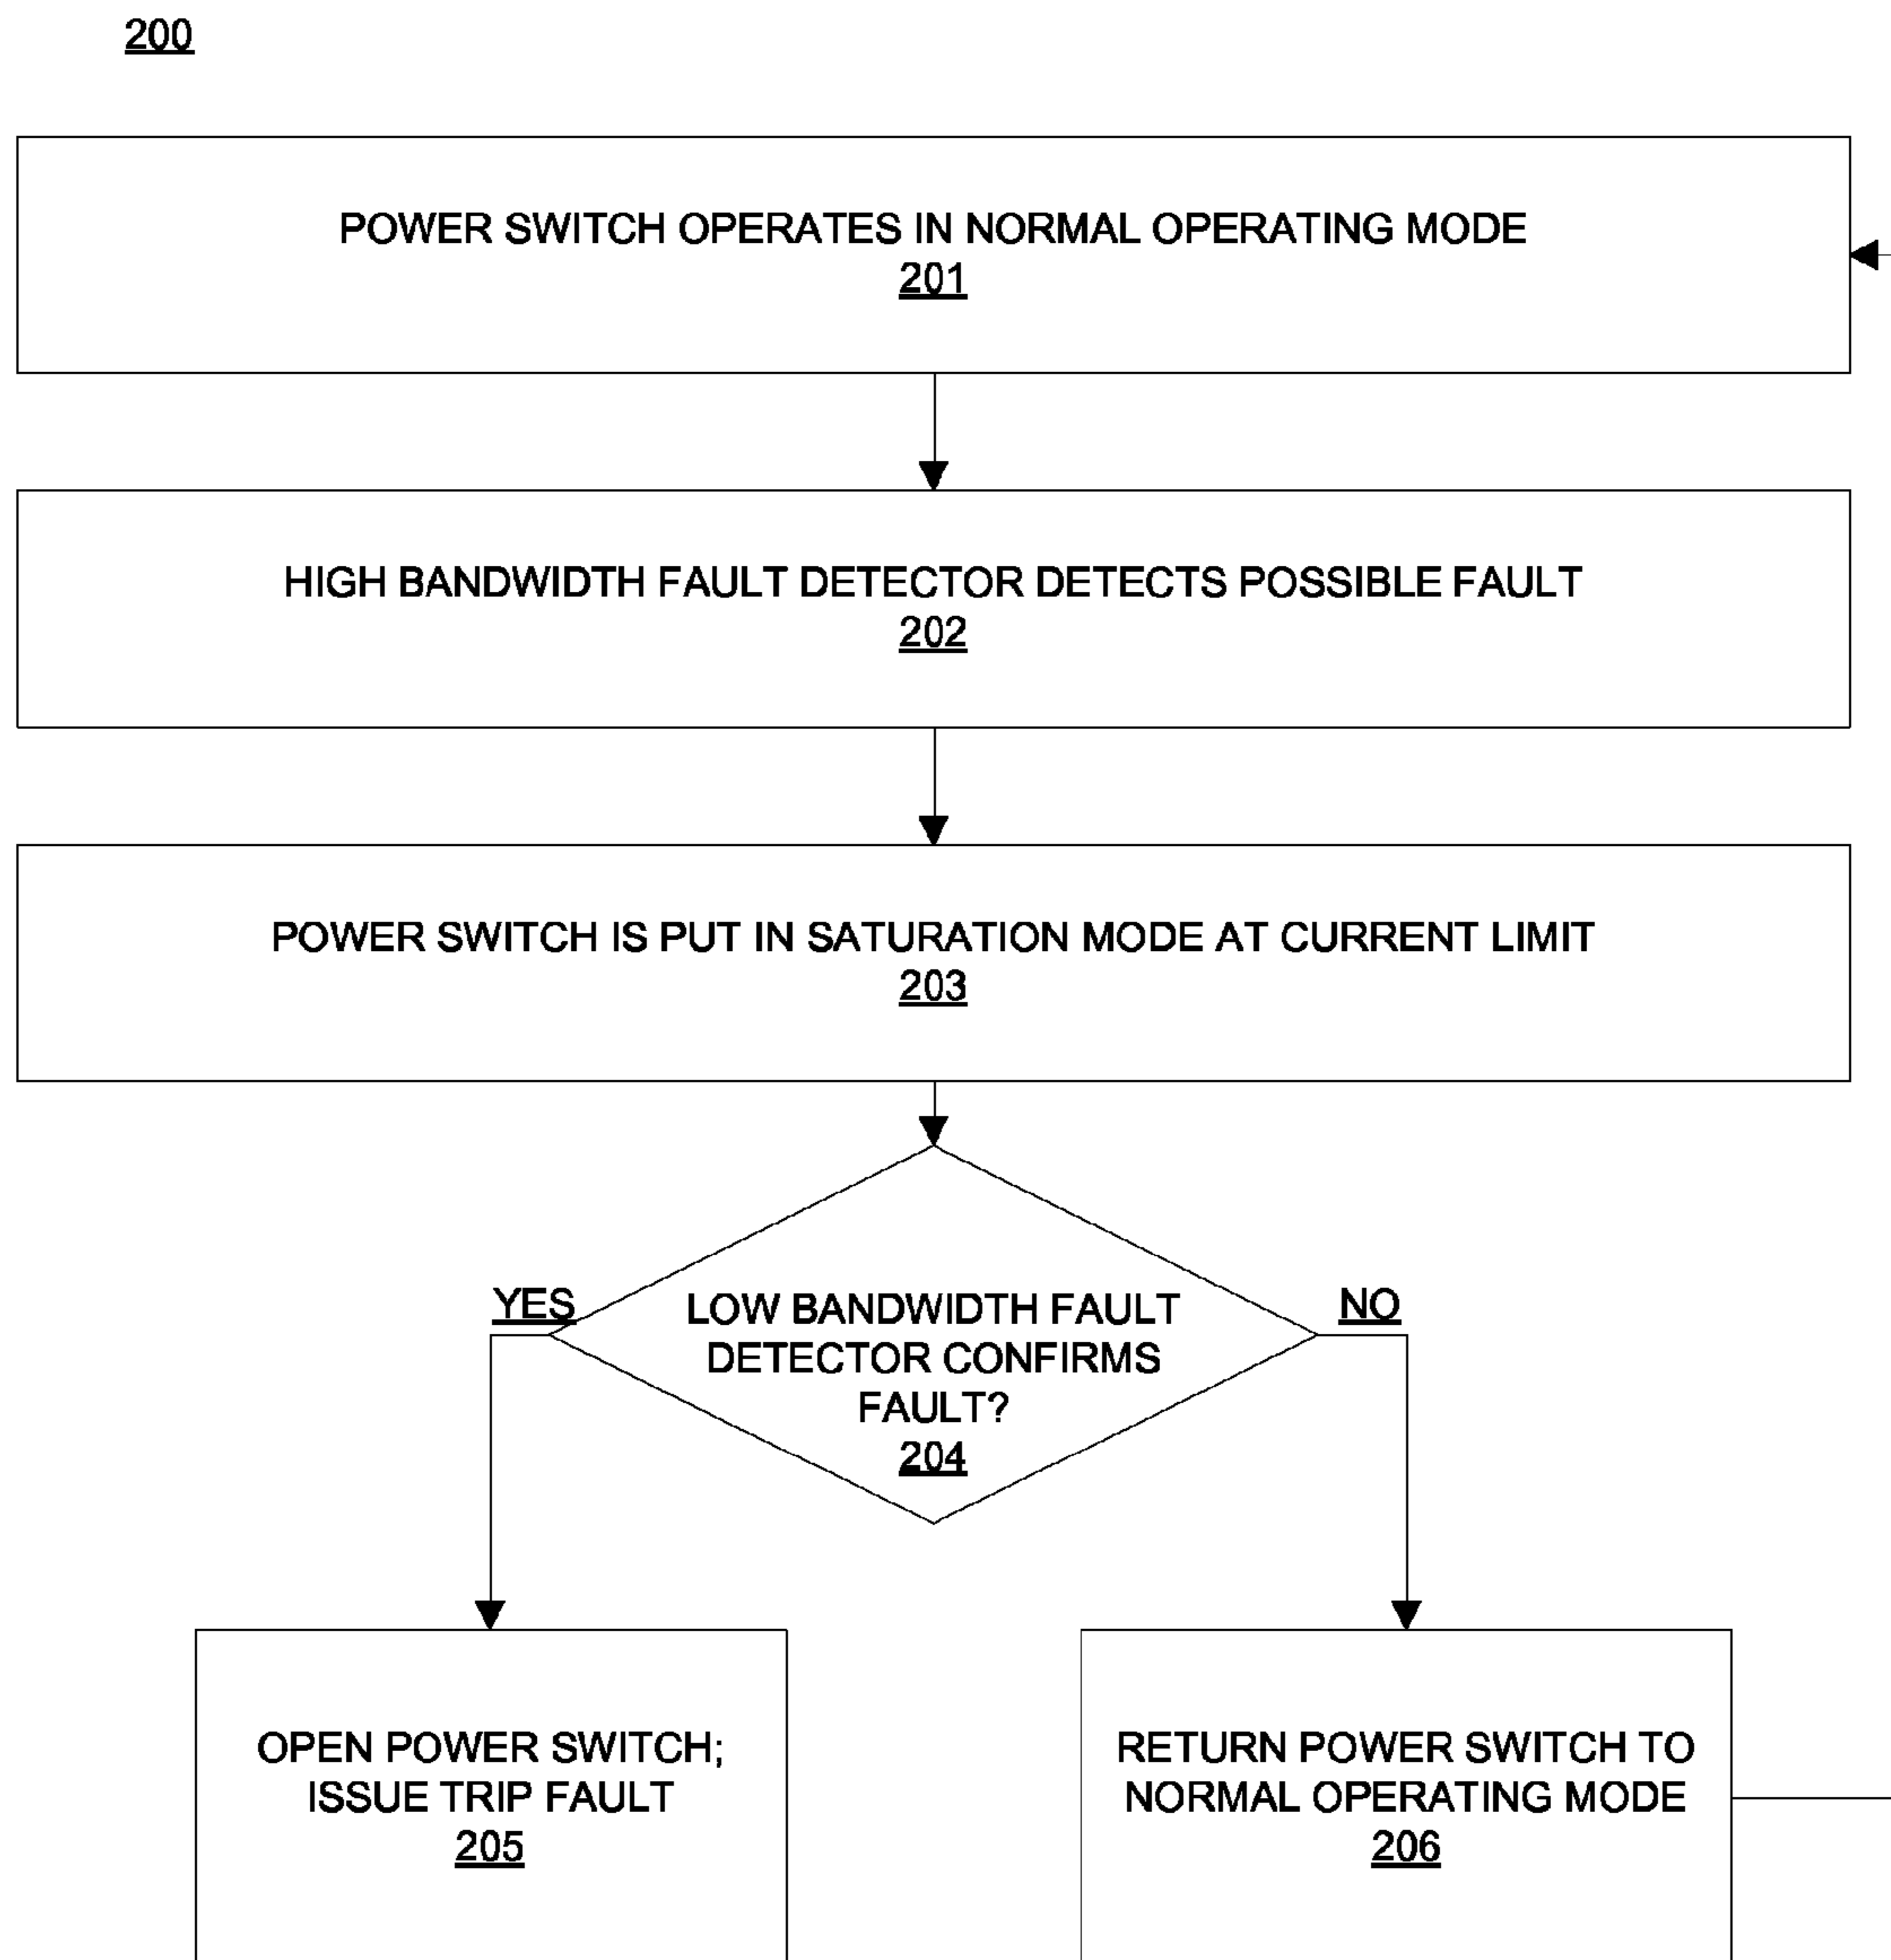 200
POWER SWITCH OPERATES IN NORMAL OPERATING MODE
201
HIGH BANDWIDTH FAULT DETECTOR DETECTS POSSIBLE FAULT
202
POWER SWITCH IS PUT IN SATURATION MODE AT CURRENT LIMIT
203
YES
NO
LOW BANDWIDTH FAULT
DETECTOR CONFIRMS
FAULT?
204
OPEN POWER SWITCH;
ISSUE TRIP FAULT
205
RETURN POWER SWITCH TO
NORMAL OPERATING MODE
206